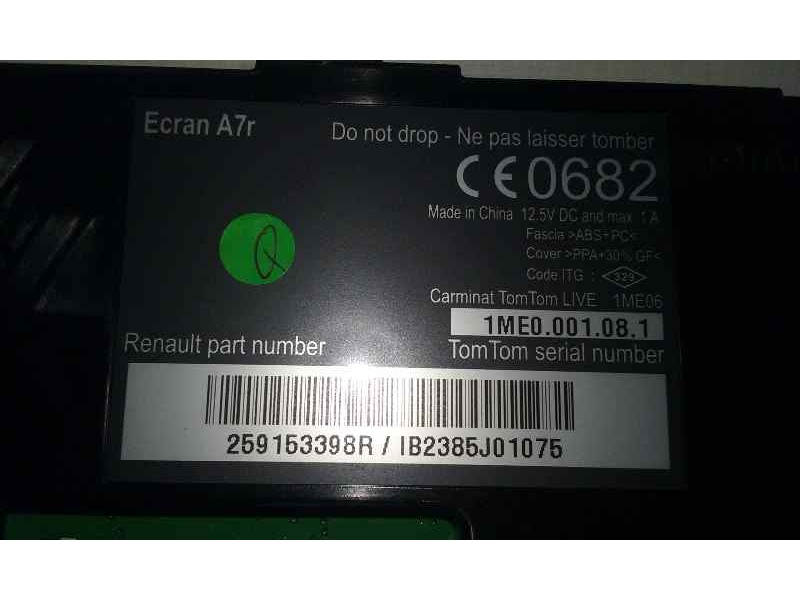 Ecran A7r
Do not drop - Ne pas laisser tomber
CE0682
Made in China 12.5V DC and max 1 A
Fascia >ABS+PC<
Cover >PPA+30% GF<
Code ITG : 329
Carminat TomTom LIVE 1ME06
1ME0.001.08.1
Renault part number
TomTom serial number
259153398R / IB2385J01075
Q